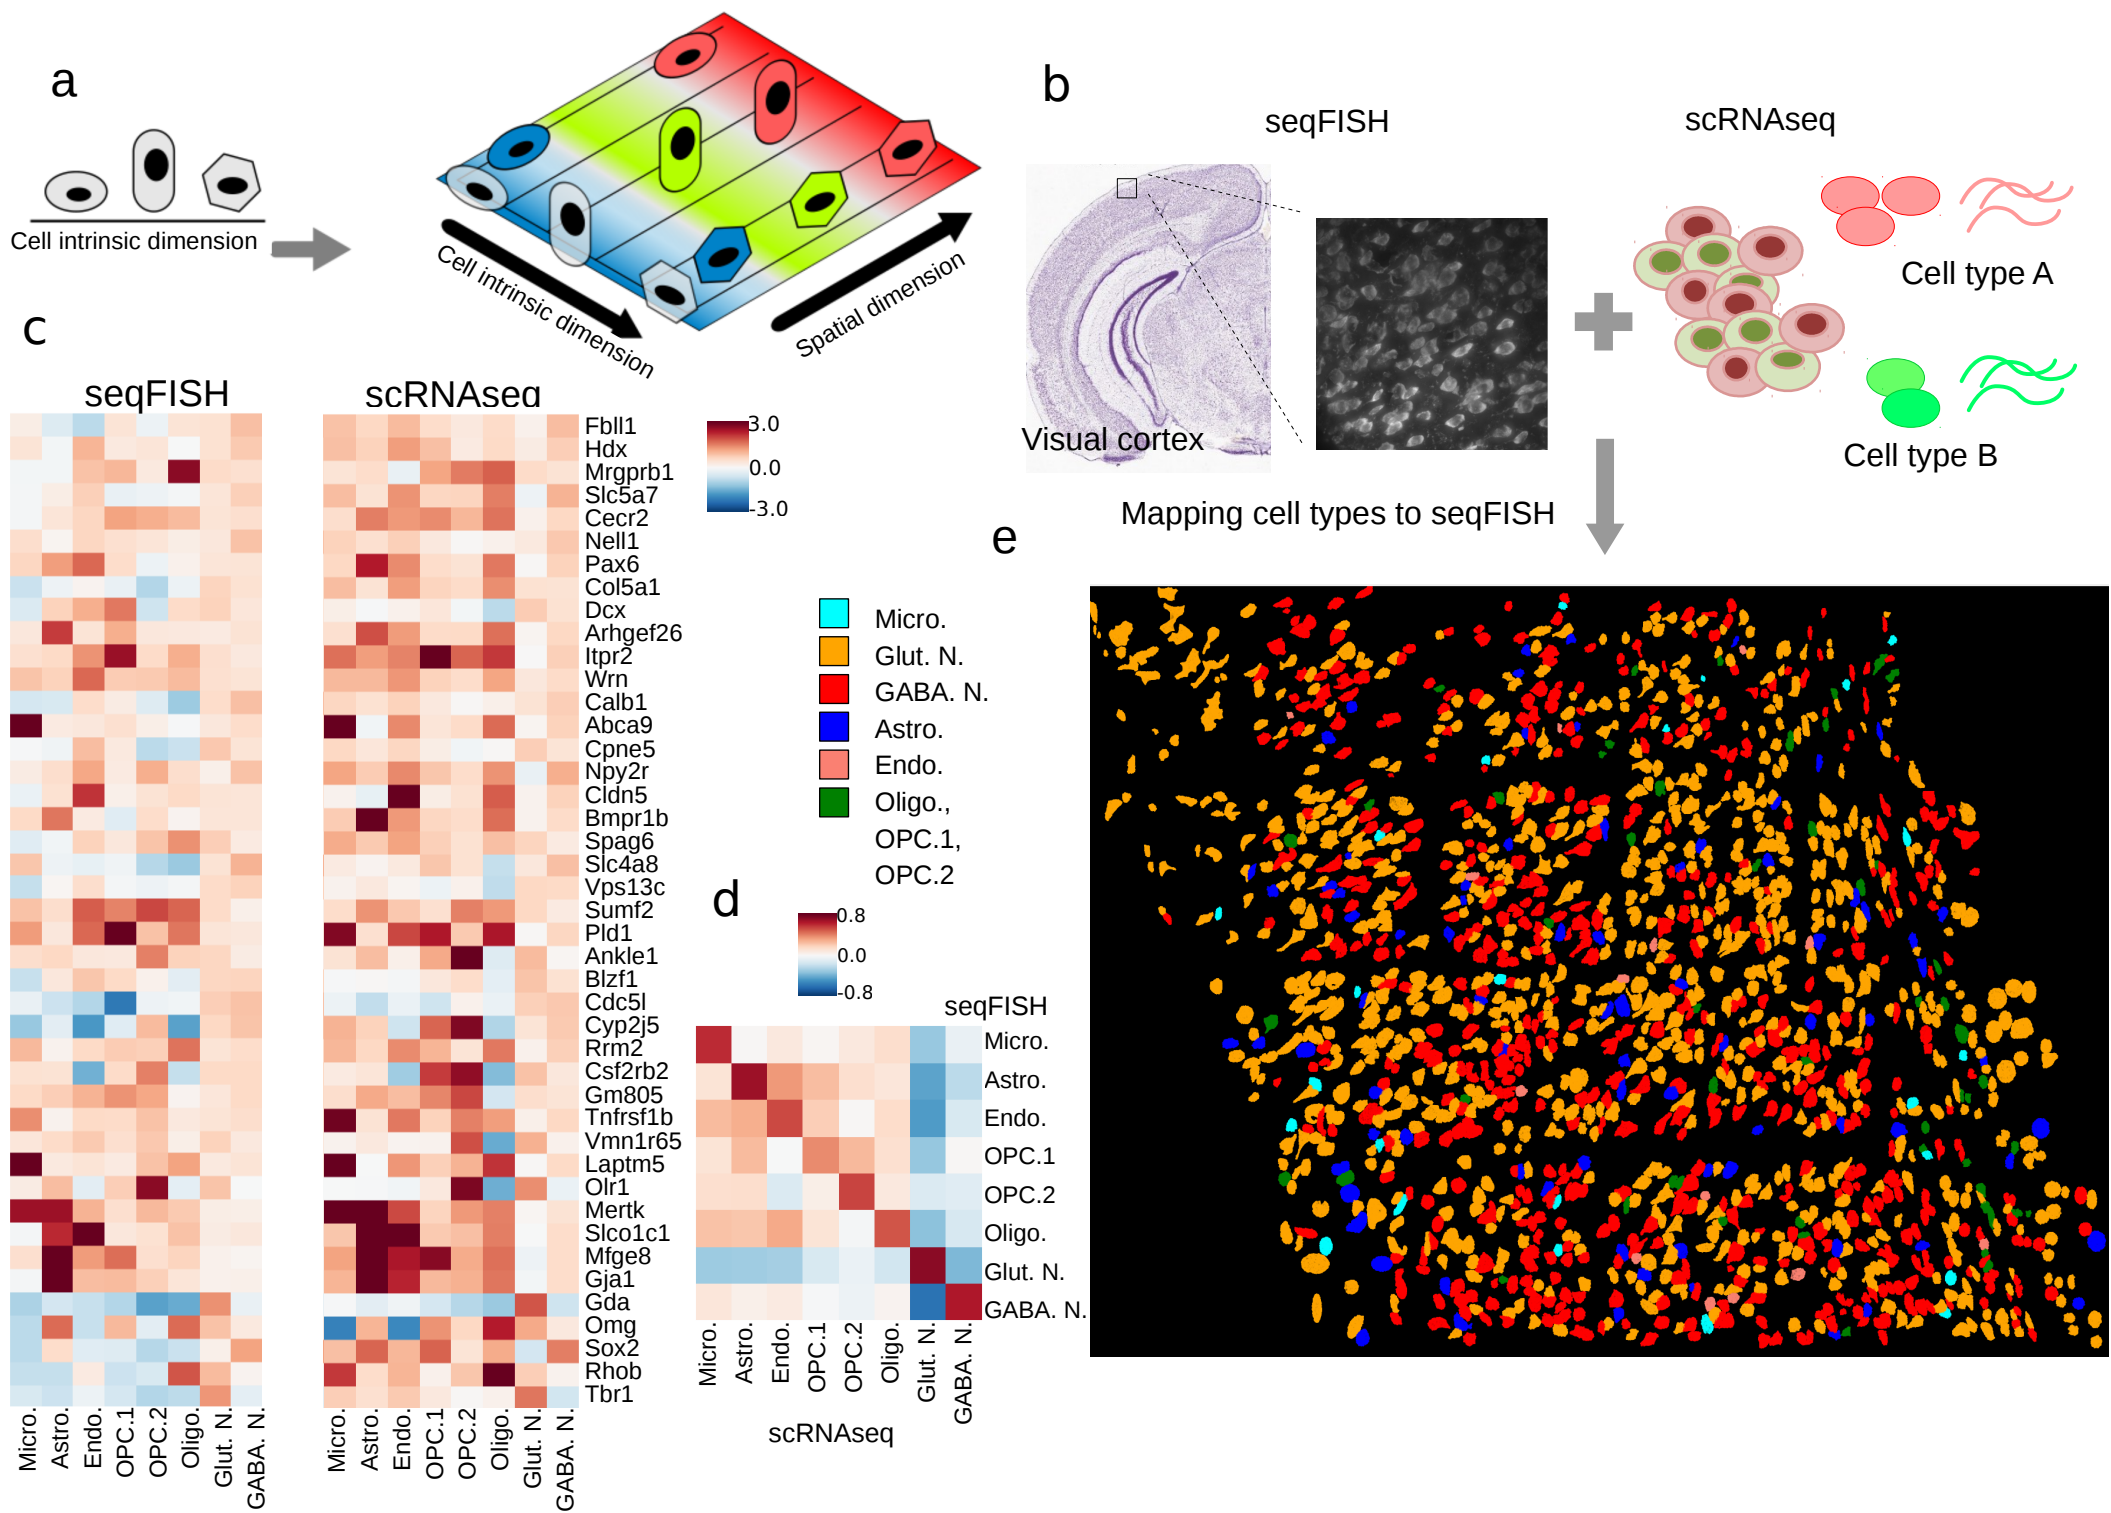 a
Cell intrinsic dimension
Cell intrinsic dimension
Spatial dimension
b
seqFISH
scRNAseq
Visual cortex
Cell type A
Cell type B
Mapping cell types to seqFISH
c
seqFISH
scRNAseq
3.0
0.0
-3.0
Fbll1
Hdx
Mrgprb1
Slc5a7
Cecr2
Nell1
Pax6
Col5a1
Dcx
Arhgef26
Itpr2
Wrn
Calb1
Abca9
Cpne5
Npy2r
Cldn5
Bmpr1b
Spag6
Slc4a8
Vps13c
Sumf2
Pld1
Ankle1
Blzf1
Cdc5l
Cyp2j5
Rrm2
Csf2rb2
Gm805
Tnfrsf1b
Vmn1r65
Laptm5
Olr1
Mertk
Slco1c1
Mfge8
Gja1
Gda
Omg
Sox2
Rhob
Tbr1
Micro.
Astro.
Endo.
OPC.1
OPC.2
Oligo.
Glut. N.
GABA. N.
Micro.
Astro.
Endo.
OPC.1
OPC.2
Oligo.
Glut. N.
GABA. N.
d
0.8
0.0
-0.8
seqFISH
Micro.
Astro.
Endo.
OPC.1
OPC.2
Oligo.
Glut. N.
GABA. N.
Micro.
Astro.
Endo.
OPC.1
OPC.2
Oligo.
Glut. N.
GABA. N.
scRNAseq
e
Micro.
Glut. N.
GABA. N.
Astro.
Endo.
Oligo.,
OPC.1,
OPC.2